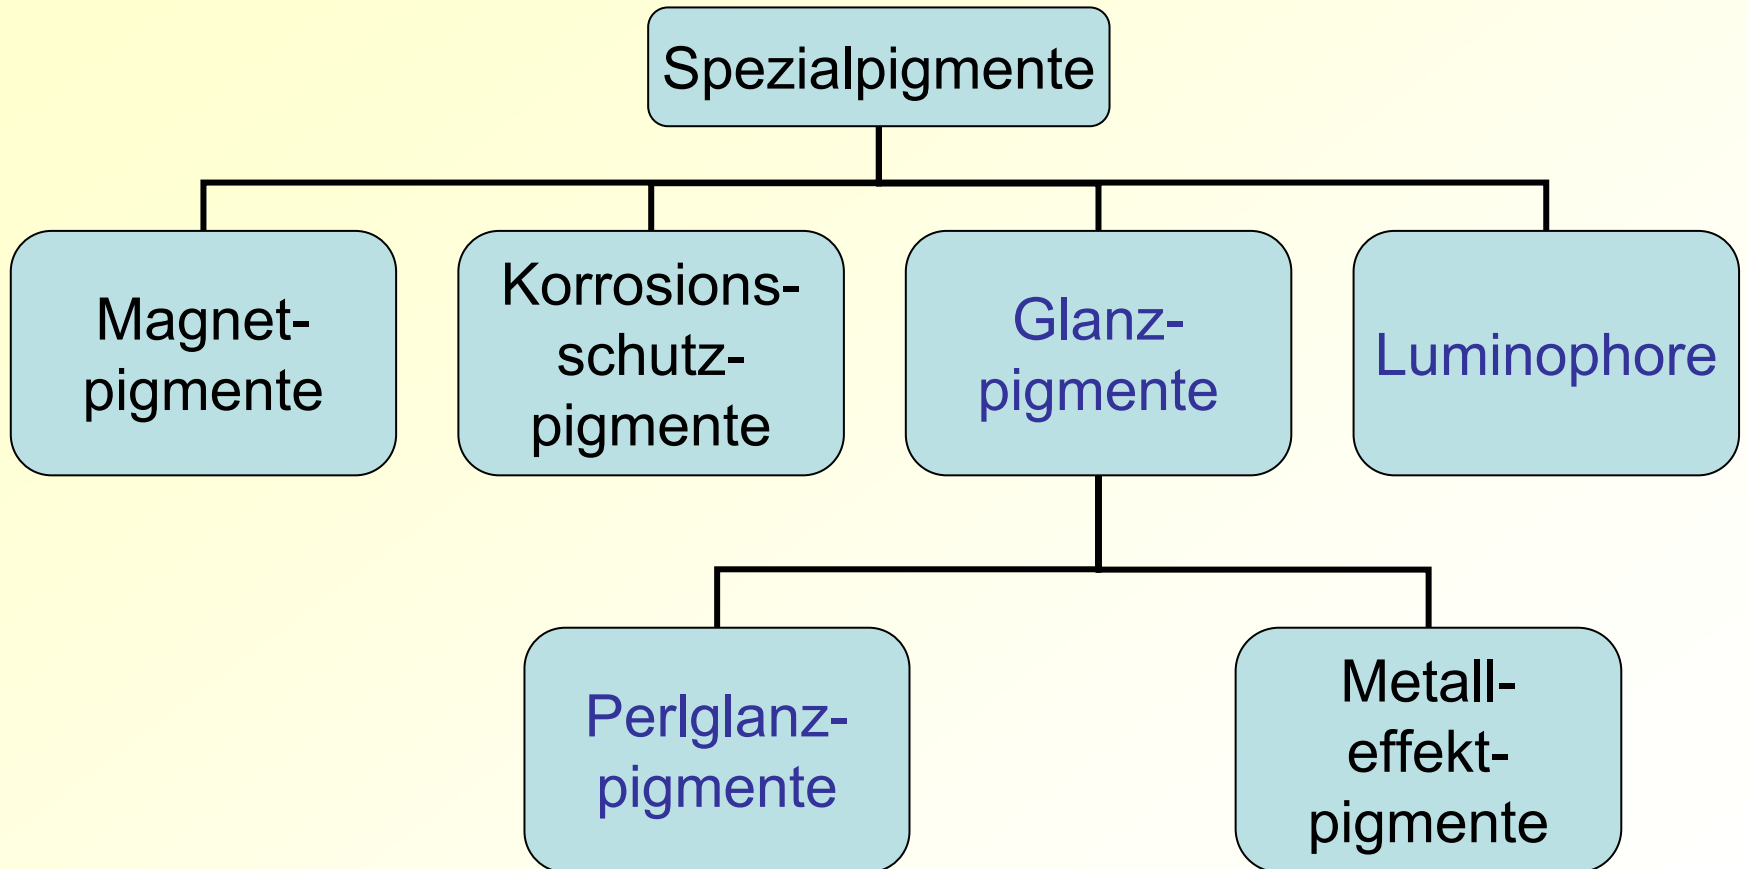 Spezialpigmente
Magnet-
pigmente
Korrosions-
schutz-
pigmente
Glanz-
pigmente
Luminophore
Perlglanz-
pigmente
Metall-
effekt-
pigmente